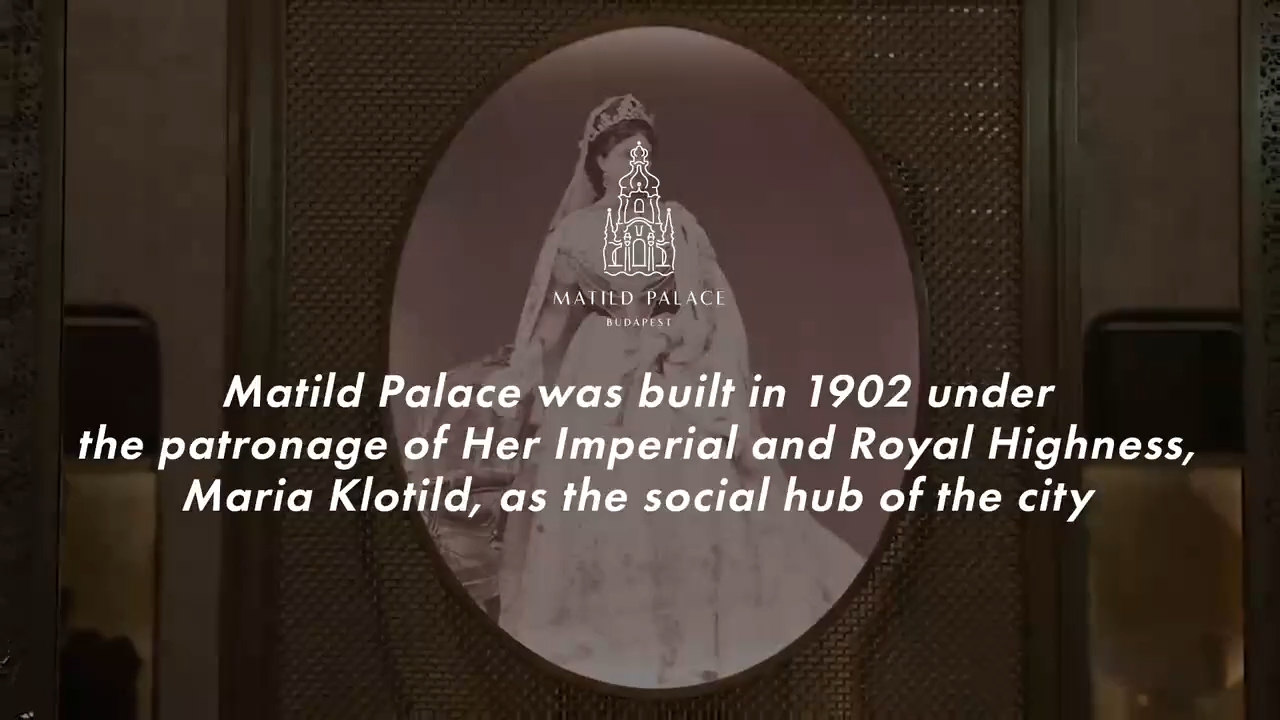 MATILD PALACE
BUDAPEST
Matild Palace was built in 1902 under
the patronage of Her Imperial and Royal Highness,
Maria Klotild, as the social hub of the city